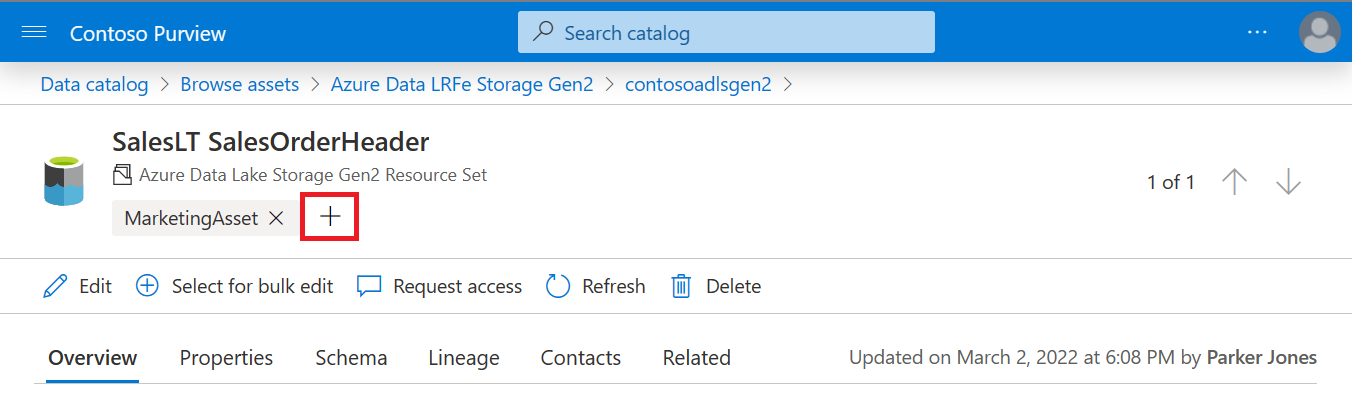 Contoso Purview
Search catalog
Data catalog > Browse assets > Azure Data LRFe Storage Gen2 > contosoadlsgen2 >
SalesLT SalesOrderHeader
Azure Data Lake Storage Gen2 Resource Set
1 of 1
MarketingAsset
Edit Select for bulk edit Request access Refresh Delete
Overview Properties Schema Lineage Contacts Related Updated on March 2, 2022 at 6:08 PM by Parker Jones